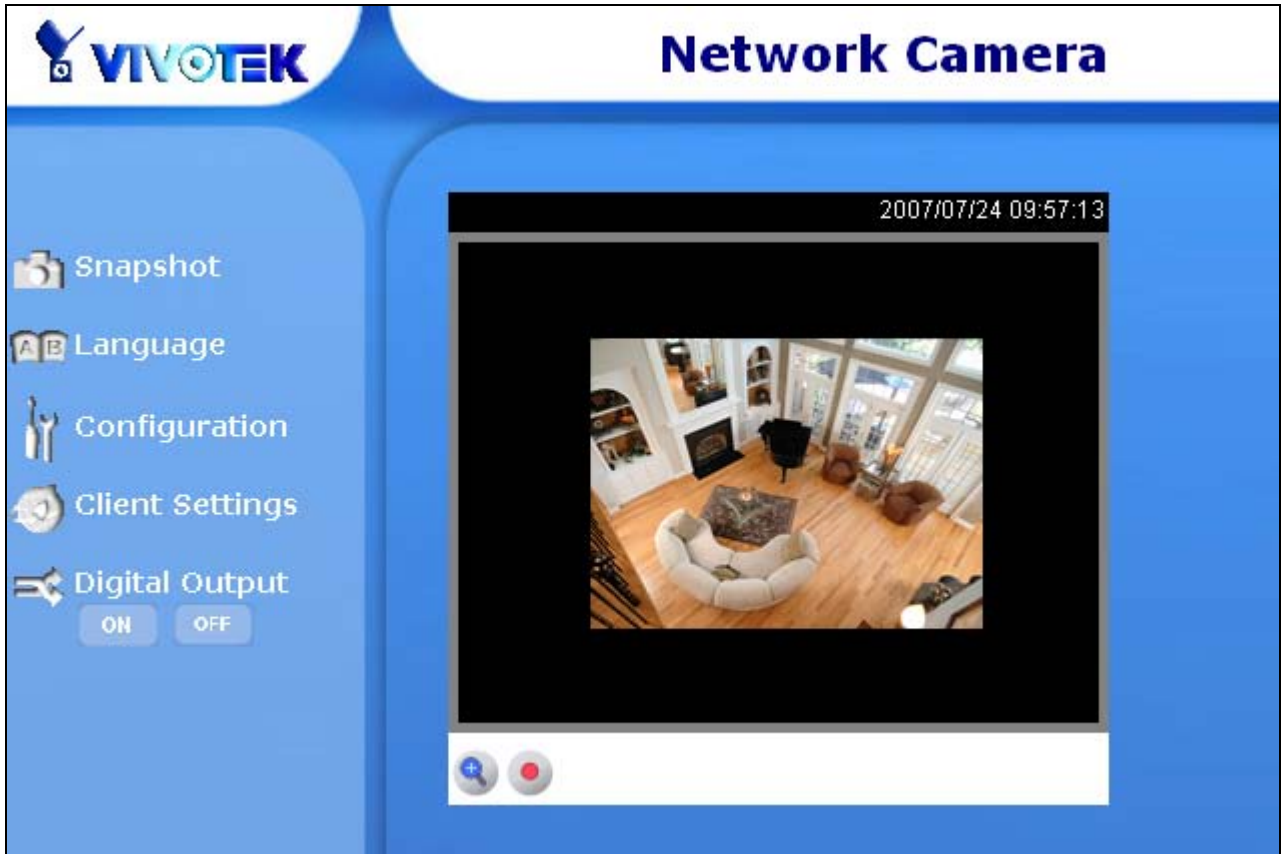 VIVOTEK
Network Camera
2007/07/24 09:57:13
Snapshot
A B
Language
Configuration
Client Settings
Digital Output
ON OFF